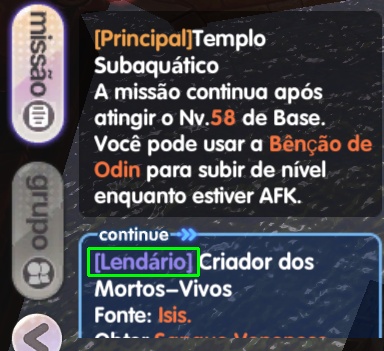 missão
grupo
[Principal]Templo
Subaquático
A missão continua após
atingir o Nv.58 de Base.
Você pode usar a Bênção de
Odin para subir de nível
enquanto estiver AFK.
continue
[Lendário] Criador dos
Mortos-Vivos
Fonte: Isis.